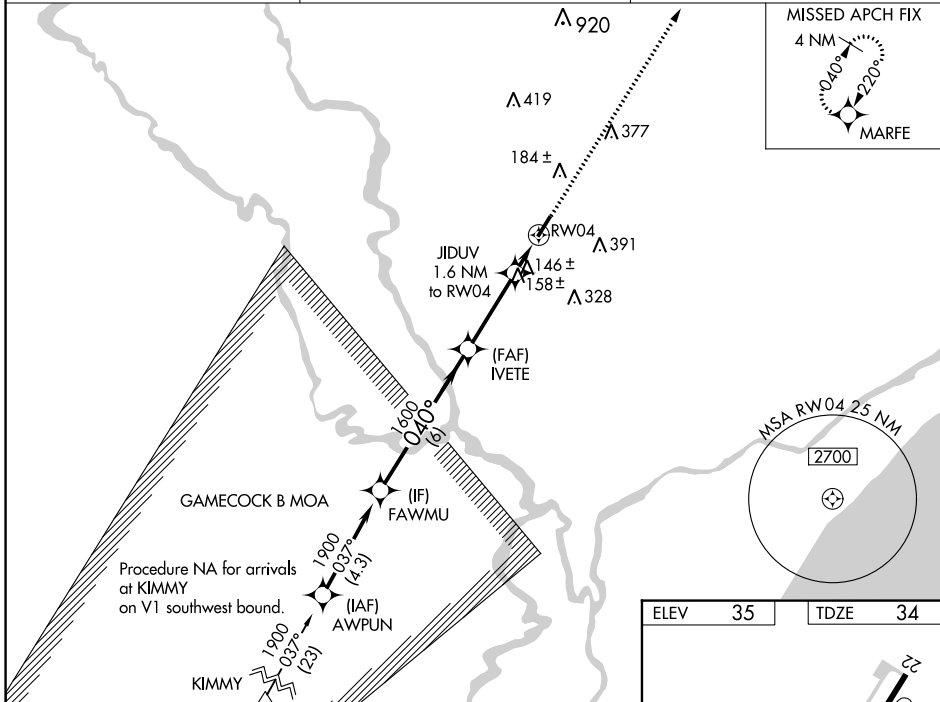 MISSED APCH FIX
4 NM
040°
220°
MARFE
920
419
377
184 ±
RW04
391
JIDUV
1.6 NM
to RW04
146 ±
158 ±
328
(FAF)
IVETE
1600
040°
(6)
MSA RW04 25 NM
2700
GAMECOCK B MOA
(IF)
FAWMU
1900
037°
(4.3)
Procedure NA for arrivals
at KIMMY
on V1 southwest bound.
(IAF)
AWPUN
1900
037°
(23)
KIMMY
ELEV 35
TDZE 34
22